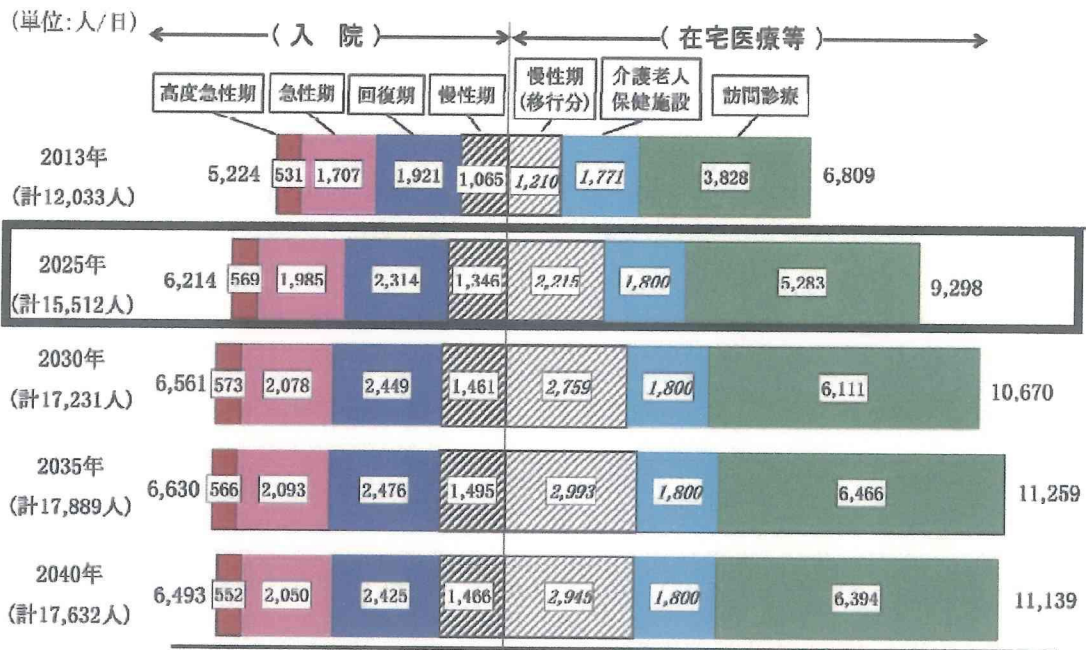 (単位:人/日)
(入 院)
(在宅医療等)
高度急性期
急性期
回復期
慢性期
慢性期
(移行分)
介護老人
保健施設
訪問診療
2013年
(計12,033人)
5,224 531 1,707 1,921 1,065 1,210 1,771 3,828 6,809
2025年
(計15,512人)
6,214 569 1,985 2,314 1,346 2,215 1,800 5,283 9,298
2030年
(計17,231人)
6,561 573 2,078 2,449 1,461 2,759 1,800 6,111 10,670
2035年
(計17,889人)
6,630 566 2,093 2,476 1,495 2,993 1,800 6,466 11,259
2040年
(計17,632人)
6,493 552 2,050 2,425 1,466 2,945 1,800 6,394 11,139